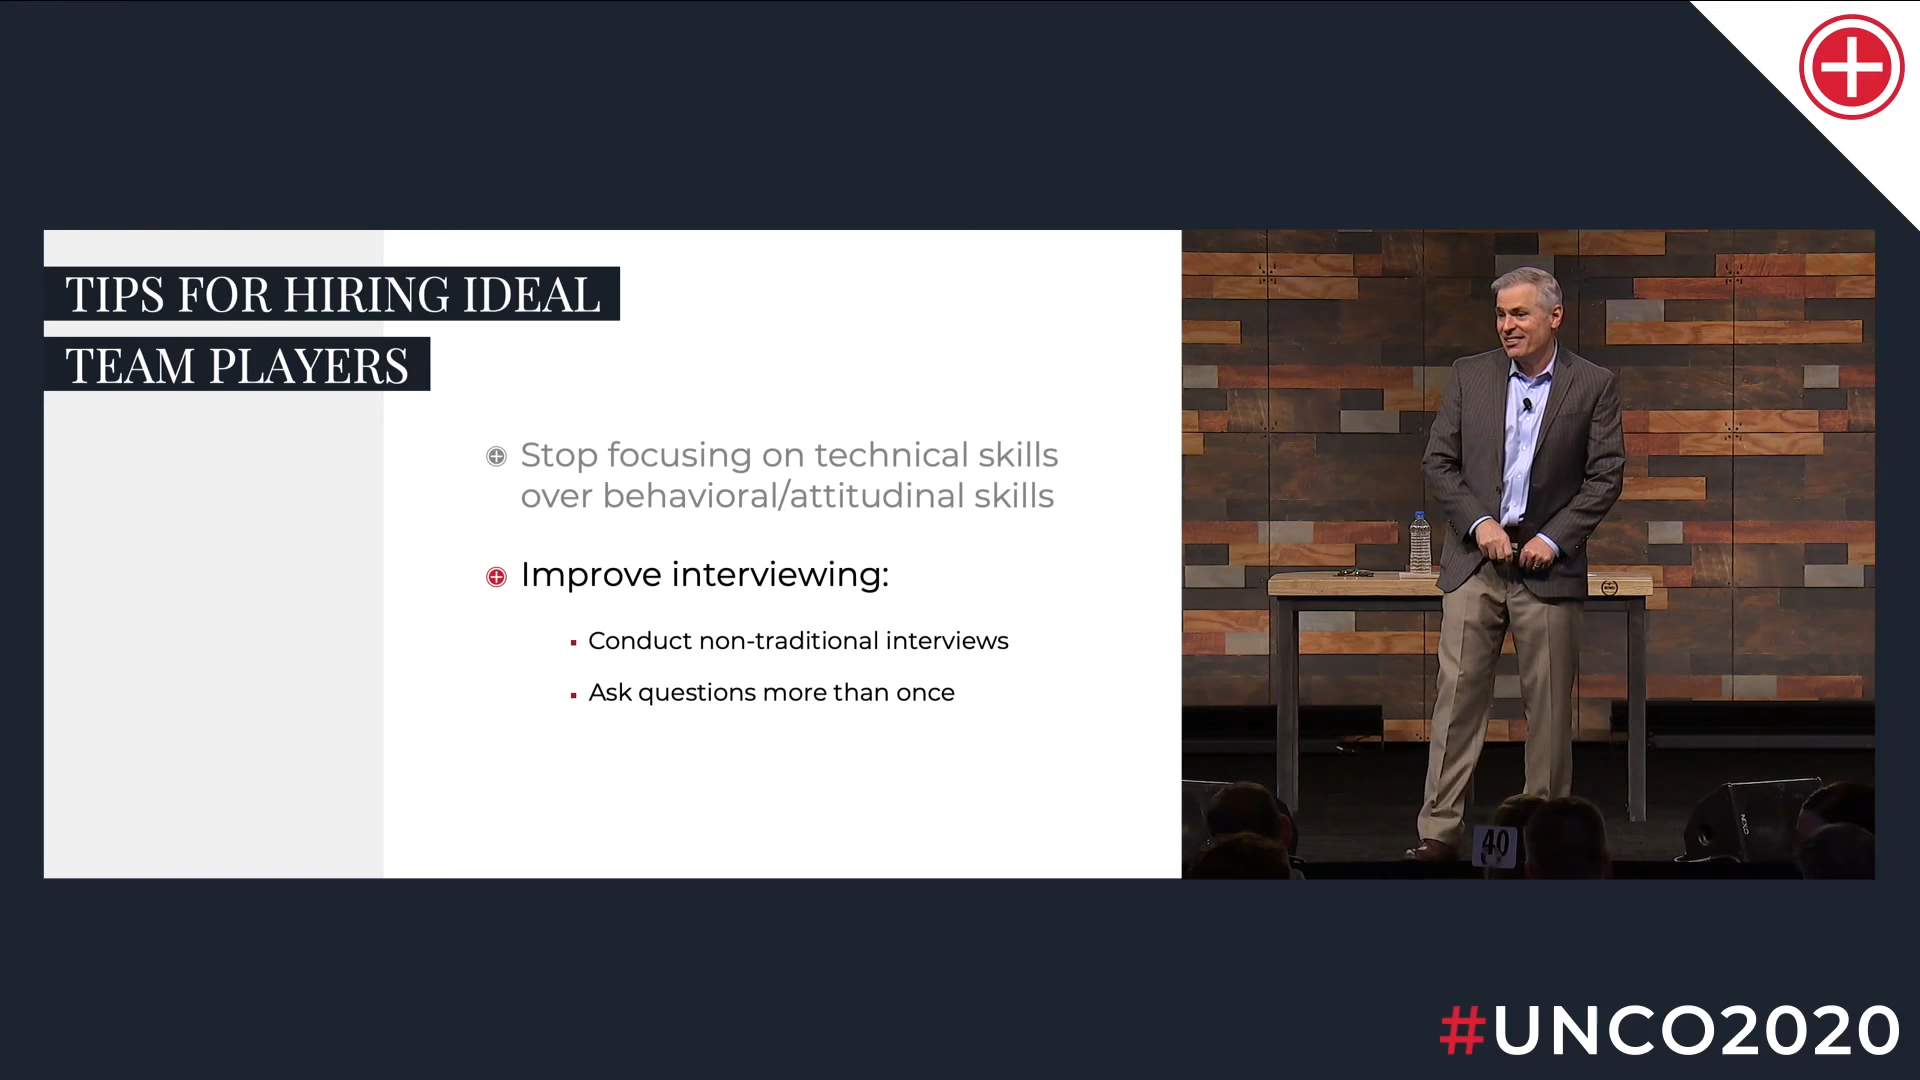 TIPS FOR HIRING IDEAL
TEAM PLAYERS
Stop focusing on technical skills
over behavioral/attitudinal skills
Improve interviewing:
Conduct non-traditional interviews
Ask questions more than once
40
NEXO
#UNCO2020